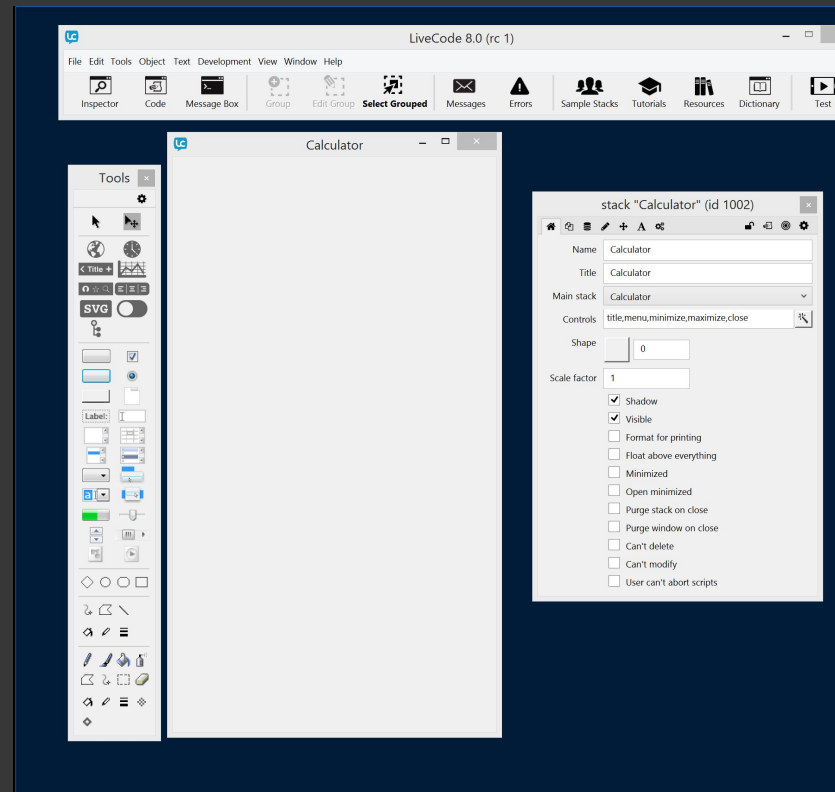 LiveCode 8.0 (rc 1)
File Edit Tools Object Text Development View Window Help
Inspector Code Message Box Group Edit Group Select Grouped Messages Errors Sample Stacks Tutorials Resources Dictionary Test
Calculator
Tools
Title
SVG
Label:
stack "Calculator" (id 1002)
Name Calculator
Title Calculator
Main stack Calculator
Controls title,menu,minimize,maximize,close
Shape 0
Scale factor 1
Shadow
Visible
Format for printing
Float above everything
Minimized
Open minimized
Purge stack on close
Purge window on close
Can't delete
Can't modify
User can't abort scripts